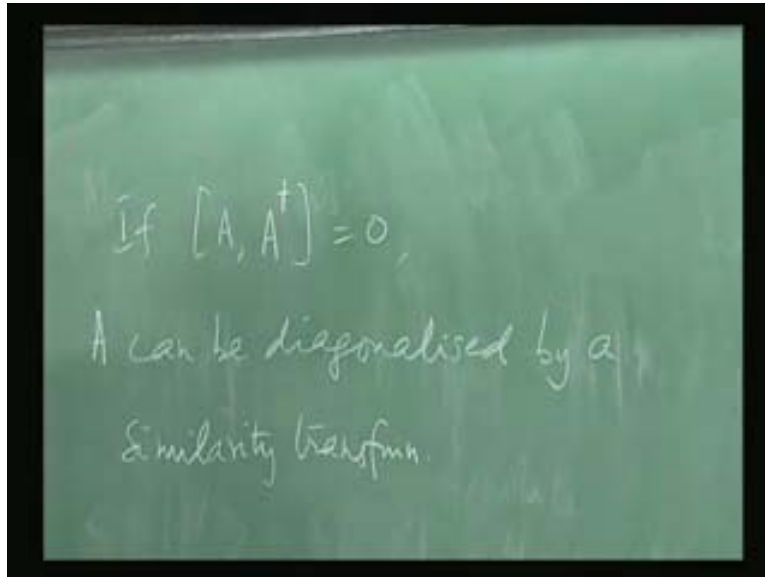 If [A, A†] = 0,
A can be diagonalised by a
similarity transfmn.